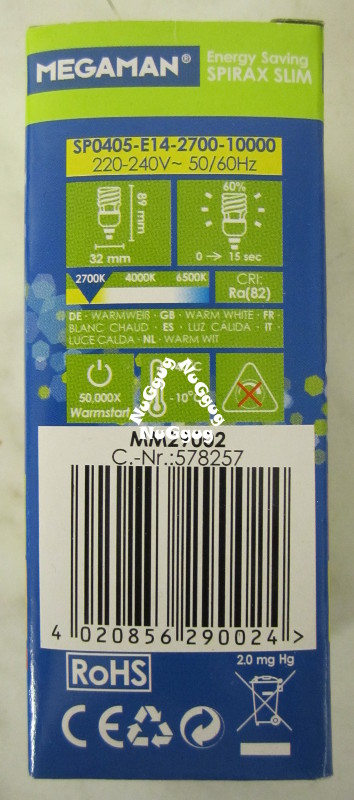 MEGAMAN®
Energy Saving
SPIRAX SLIM
SP0405-E14-2700-10000
220-240V~ 50/60Hz
89 mm
32 mm
60%
0 → 15 sec
2700K 4000K 6500K
CRI:
Ra(82)
DE · WARMWEIß · GB · WARM WHITE · FR ·
BLANC CHAUD · ES · LUZ CÁLIDA · IT ·
LUCE CALDA · NL · WARM WIT
50,000X
Warmstart
-10°
NuGgug
NuGgug
NuGgug
MM29002
C.-Nr.:578257
4 020856 290024 >
RoHS
2.0 mg Hg
CE